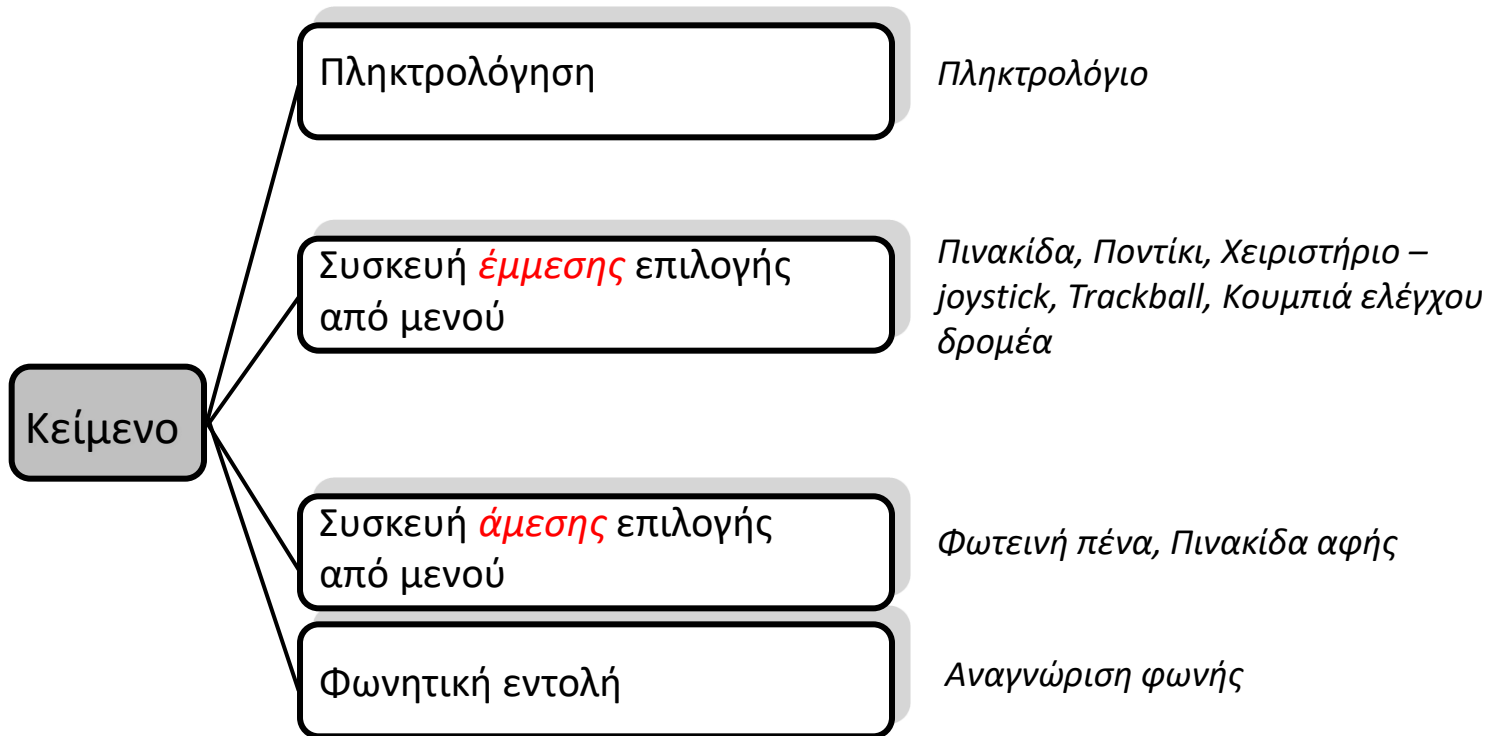 Πληκτρολόγηση
Πληκτρολόγιο
Συσκευή έμμεσης επιλογής
από μενού
Πινακίδα, Ποντίκι, Χειριστήριο –
joystick, Trackball, Κουμπιά ελέγχου
δρομέα
Κείμενο
Συσκευή άμεσης επιλογής
από μενού
Φωτεινή πένα, Πινακίδα αφής
Φωνητική εντολή
Αναγνώριση φωνής